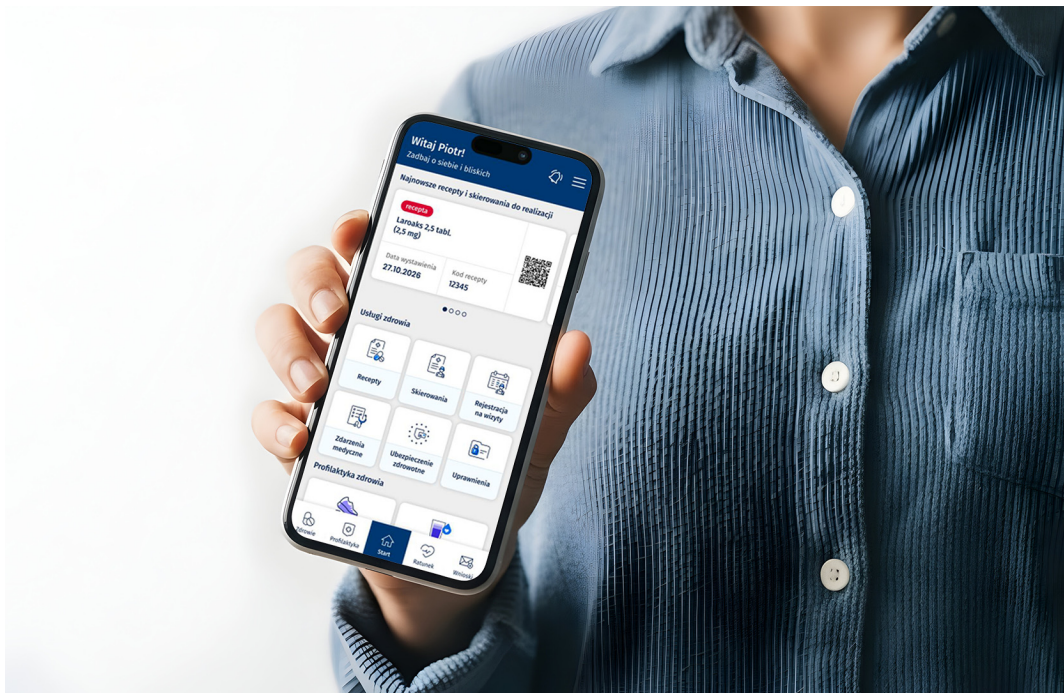 Witaj Piotr!
Zadbaj o siebie i bliskich
Najnowsze recepty i skierowania do realizacji
recepta
Laroaks 2,5 tabl.
(2,5 mg)
Data wystawienia
27.10.2026
Kod recepty
12345
Usługi zdrowia
Recepty
Skierowania
Rejestracja
na wizyty
Zdarzenia
medyczne
Ubezpieczenie
zdrowotne
Uprawnienia
Profilaktyka zdrowia
Zdrowie
Profilaktyka
Start
Ratunek
Wnioski